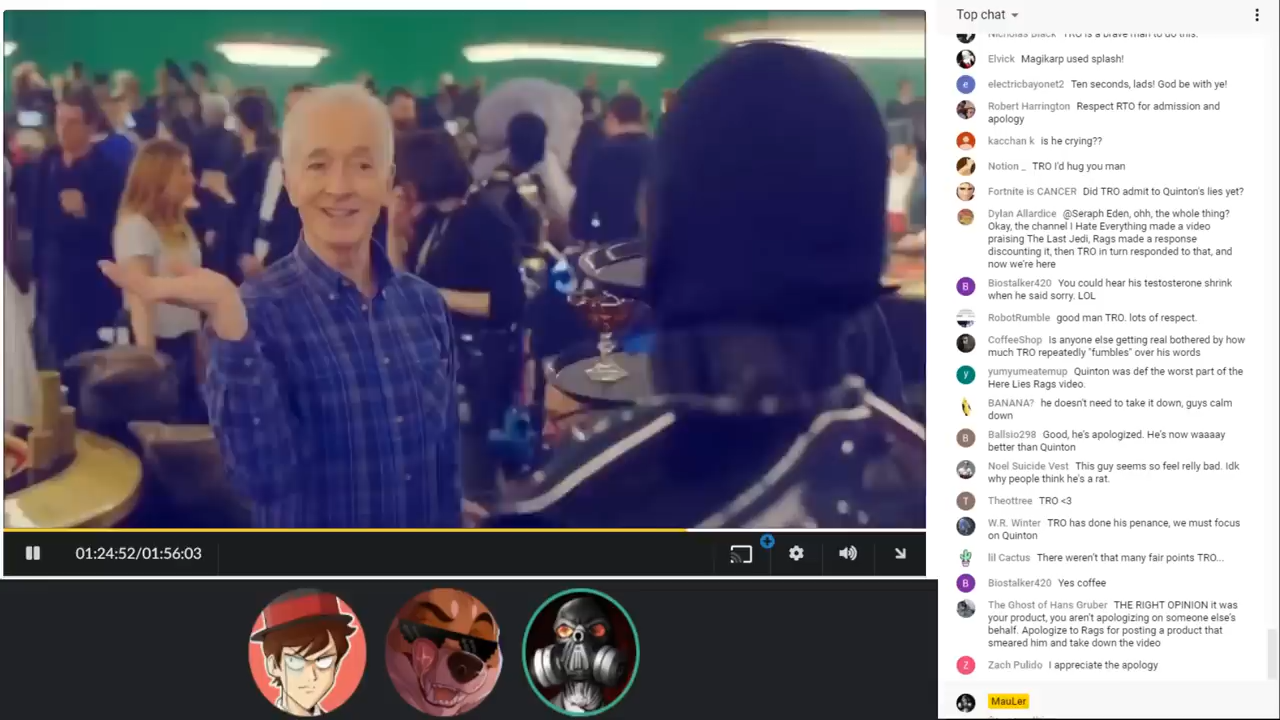 Top chat
Nicholas Black TRO is a brave man to do this.
Elvick Magikarp used splash!
electricbayonet2 Ten seconds, lads! God be with ye!
Robert Harrington Respect RTO for admission and
apology
kacchan k is he crying??
Notion _ TRO I'd hug you man
Fortnite is CANCER Did TRO admit to Quinton's lies yet?
Dylan Allardice @Seraph Eden, ohh, the whole thing?
Okay, the channel I Hate Everything made a video
praising The Last Jedi, Rags made a response
discounting it, then TRO in turn responded to that, and
now we're here
Biostalker420 You could hear his testosterone shrink
when he said sorry. LOL
RobotRumble good man TRO. lots of respect.
CoffeeShop Is anyone else getting real bothered by how
much TRO repeatedly "fumbles" over his words
yumyumeatemup Quinton was def the worst part of the
Here Lies Rags video.
BANANA? he doesn't need to take it down, guys calm
down
Ballsio298 Good, he's apologized. He's now waaaay
better than Quinton
Noel Suicide Vest This guy seems so feel relly bad. Idk
why people think he's a rat.
Theottree TRO <3
W.R. Winter TRO has done his penance, we must focus
on Quinton
lil Cactus There weren't that many fair points TRO...
Biostalker420 Yes coffee
The Ghost of Hans Gruber THE RIGHT OPINION it was
your product, you aren't apologizing on someone else's
behalf. Apologize to Rags for posting a product that
smeared him and take down the video
Zach Pulido I appreciate the apology
MauLer
01:24:52/01:56:03